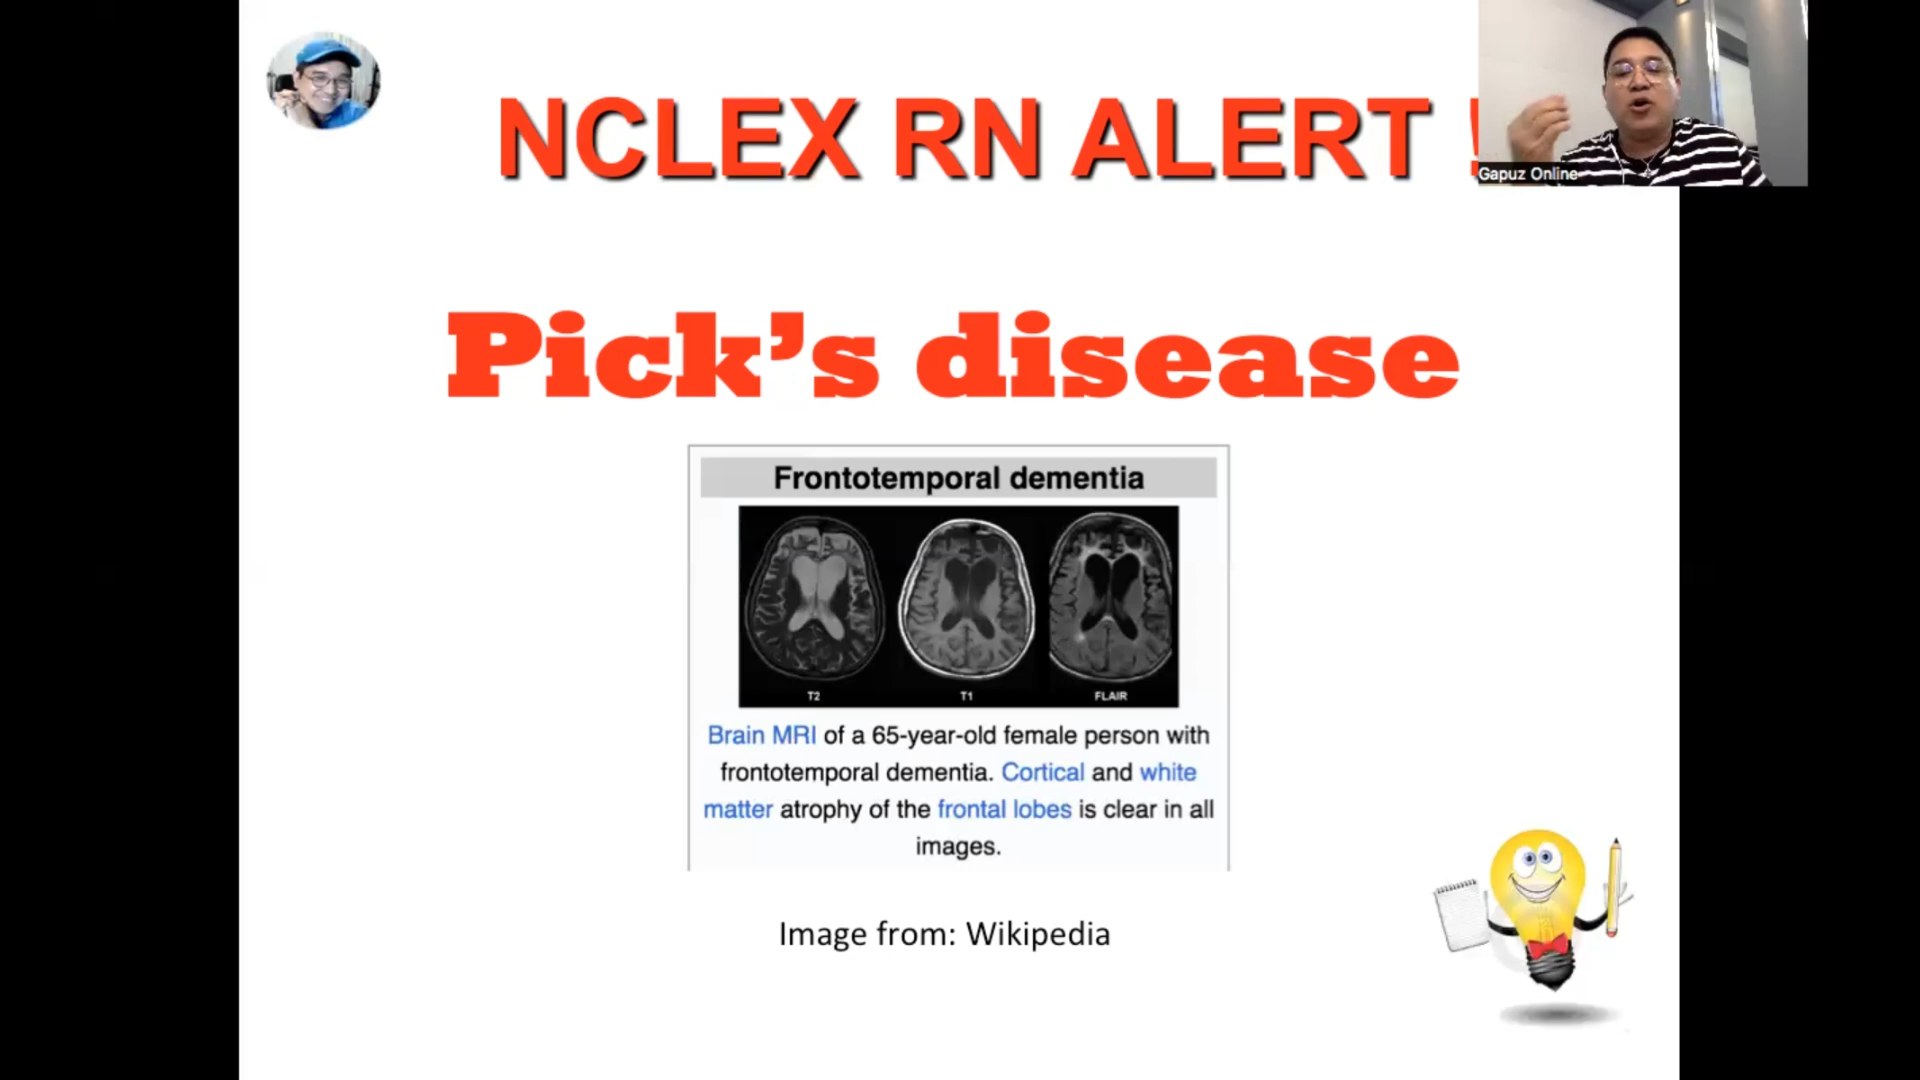 NCLEX RN ALERT !
Gapuz Online
Pick’s disease
Frontotemporal dementia
T2 T1 FLAIR
Brain MRI of a 65-year-old female person with
frontotemporal dementia. Cortical and white
matter atrophy of the frontal lobes is clear in all
images.
Image from: Wikipedia